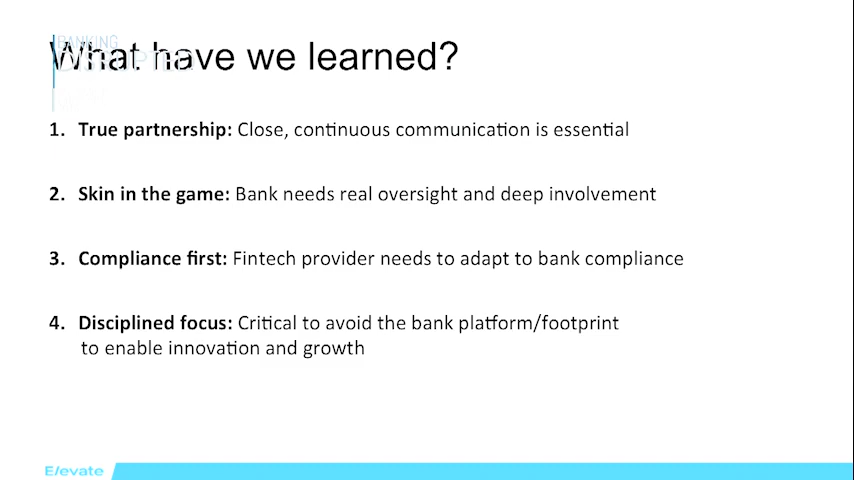 BANKING
DISRUPTED
What have we learned?
1. True partnership: Close, continuous communication is essential
2. Skin in the game: Bank needs real oversight and deep involvement
3. Compliance first: Fintech provider needs to adapt to bank compliance
4. Disciplined focus: Critical to avoid the bank platform/footprint
to enable innovation and growth
Elevate